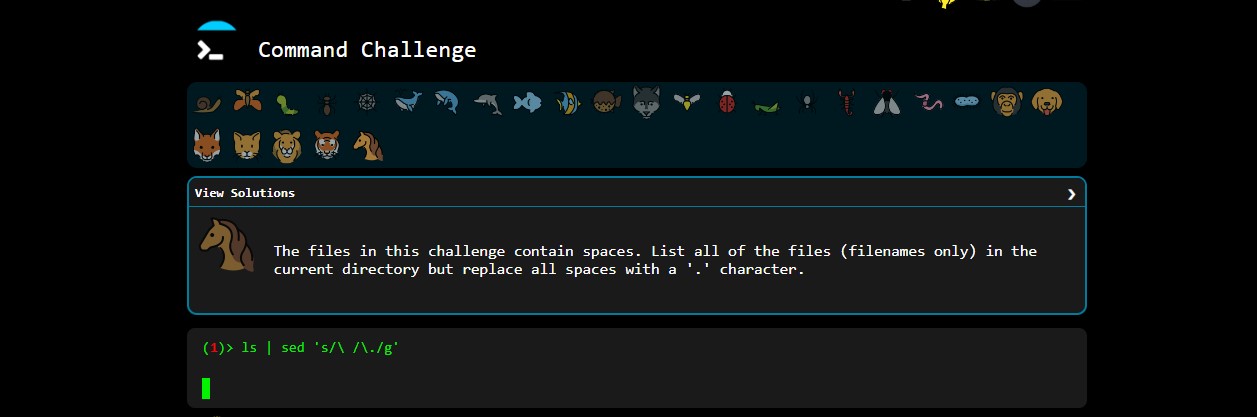 Command Challenge
View Solutions
The files in this challenge contain spaces. List all of the files (filenames only) in the
current directory but replace all spaces with a '.' character.
(1)> ls | sed 's/\ /\./g'